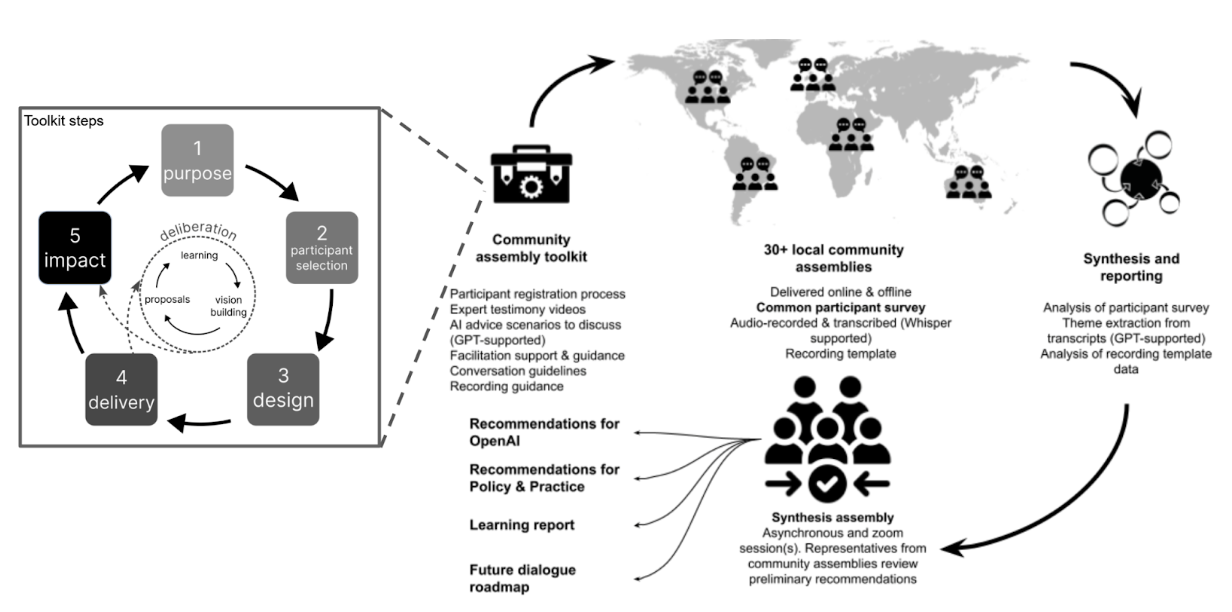 Toolkit steps
1
purpose
2
participant
selection
3
design
4
delivery
5
impact
deliberation
learning
vision
building
proposals
Community
assembly toolkit
Participant registration process
Expert testimony videos
AI advice scenarios to discuss
(GPT-supported)
Facilitation support & guidance
Conversation guidelines
Recording guidance
30+ local community
assemblies
Delivered online & offline
Common participant survey
Audio-recorded & transcribed (Whisper
supported)
Recording template
Synthesis and
reporting
Analysis of participant survey
Theme extraction from
transcripts (GPT-supported)
Analysis of recording template
data
Synthesis assembly
Asynchronous and zoom
session(s). Representatives from
community assemblies review
preliminary recommendations
Recommendations for
OpenAI
Recommendations for
Policy & Practice
Learning report
Future dialogue
roadmap